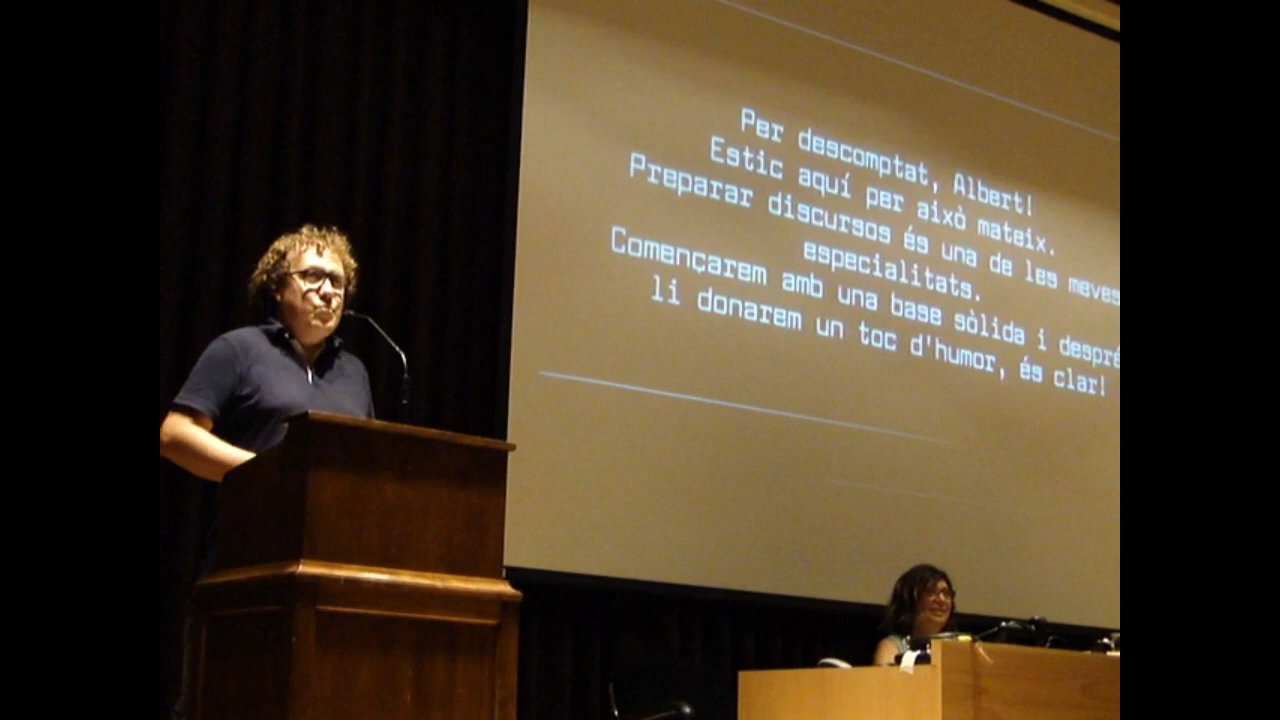 Per descomptat, Albert!
Estic aquí per això mateix.
Preparar discursos és una de les meves
especialitats.
Començarem amb una base sòlida i despré
li donarem un toc d'humor, és clar!